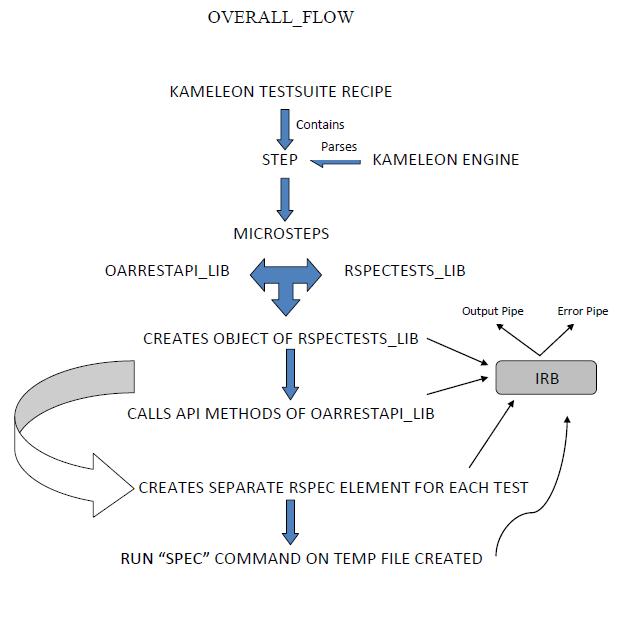 OVERALL_FLOW
KAMELEON TESTSUITE RECIPE
Contains
Parses
STEP
KAMELEON ENGINE
MICROSTEPS
OARRESTAPI_LIB
RSPECTESTS_LIB
Output Pipe
Error Pipe
CREATES OBJECT OF RSPECTESTS_LIB
IRB
CALLS API METHODS OF OARRESTAPI_LIB
CREATES SEPARATE RSPEC ELEMENT FOR EACH TEST
RUN “SPEC” COMMAND ON TEMP FILE CREATED